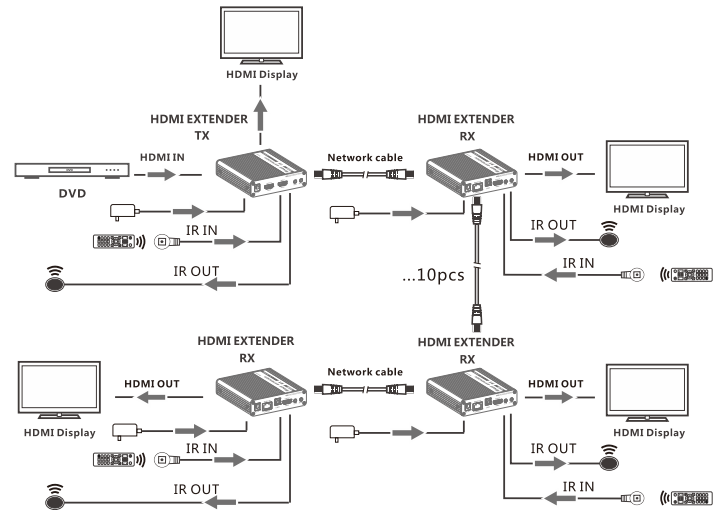 HDMI Display
HDMI EXTENDER
TX
HDMI EXTENDER
RX
HDMI IN
Network cable
HDMI OUT
DVD
HDMI Display
IR IN
IR OUT
IR OUT
IR IN
...10pcs
HDMI EXTENDER
RX
HDMI EXTENDER
RX
HDMI OUT
Network cable
HDMI OUT
HDMI Display
HDMI Display
IR IN
IR OUT
IR OUT
IR IN